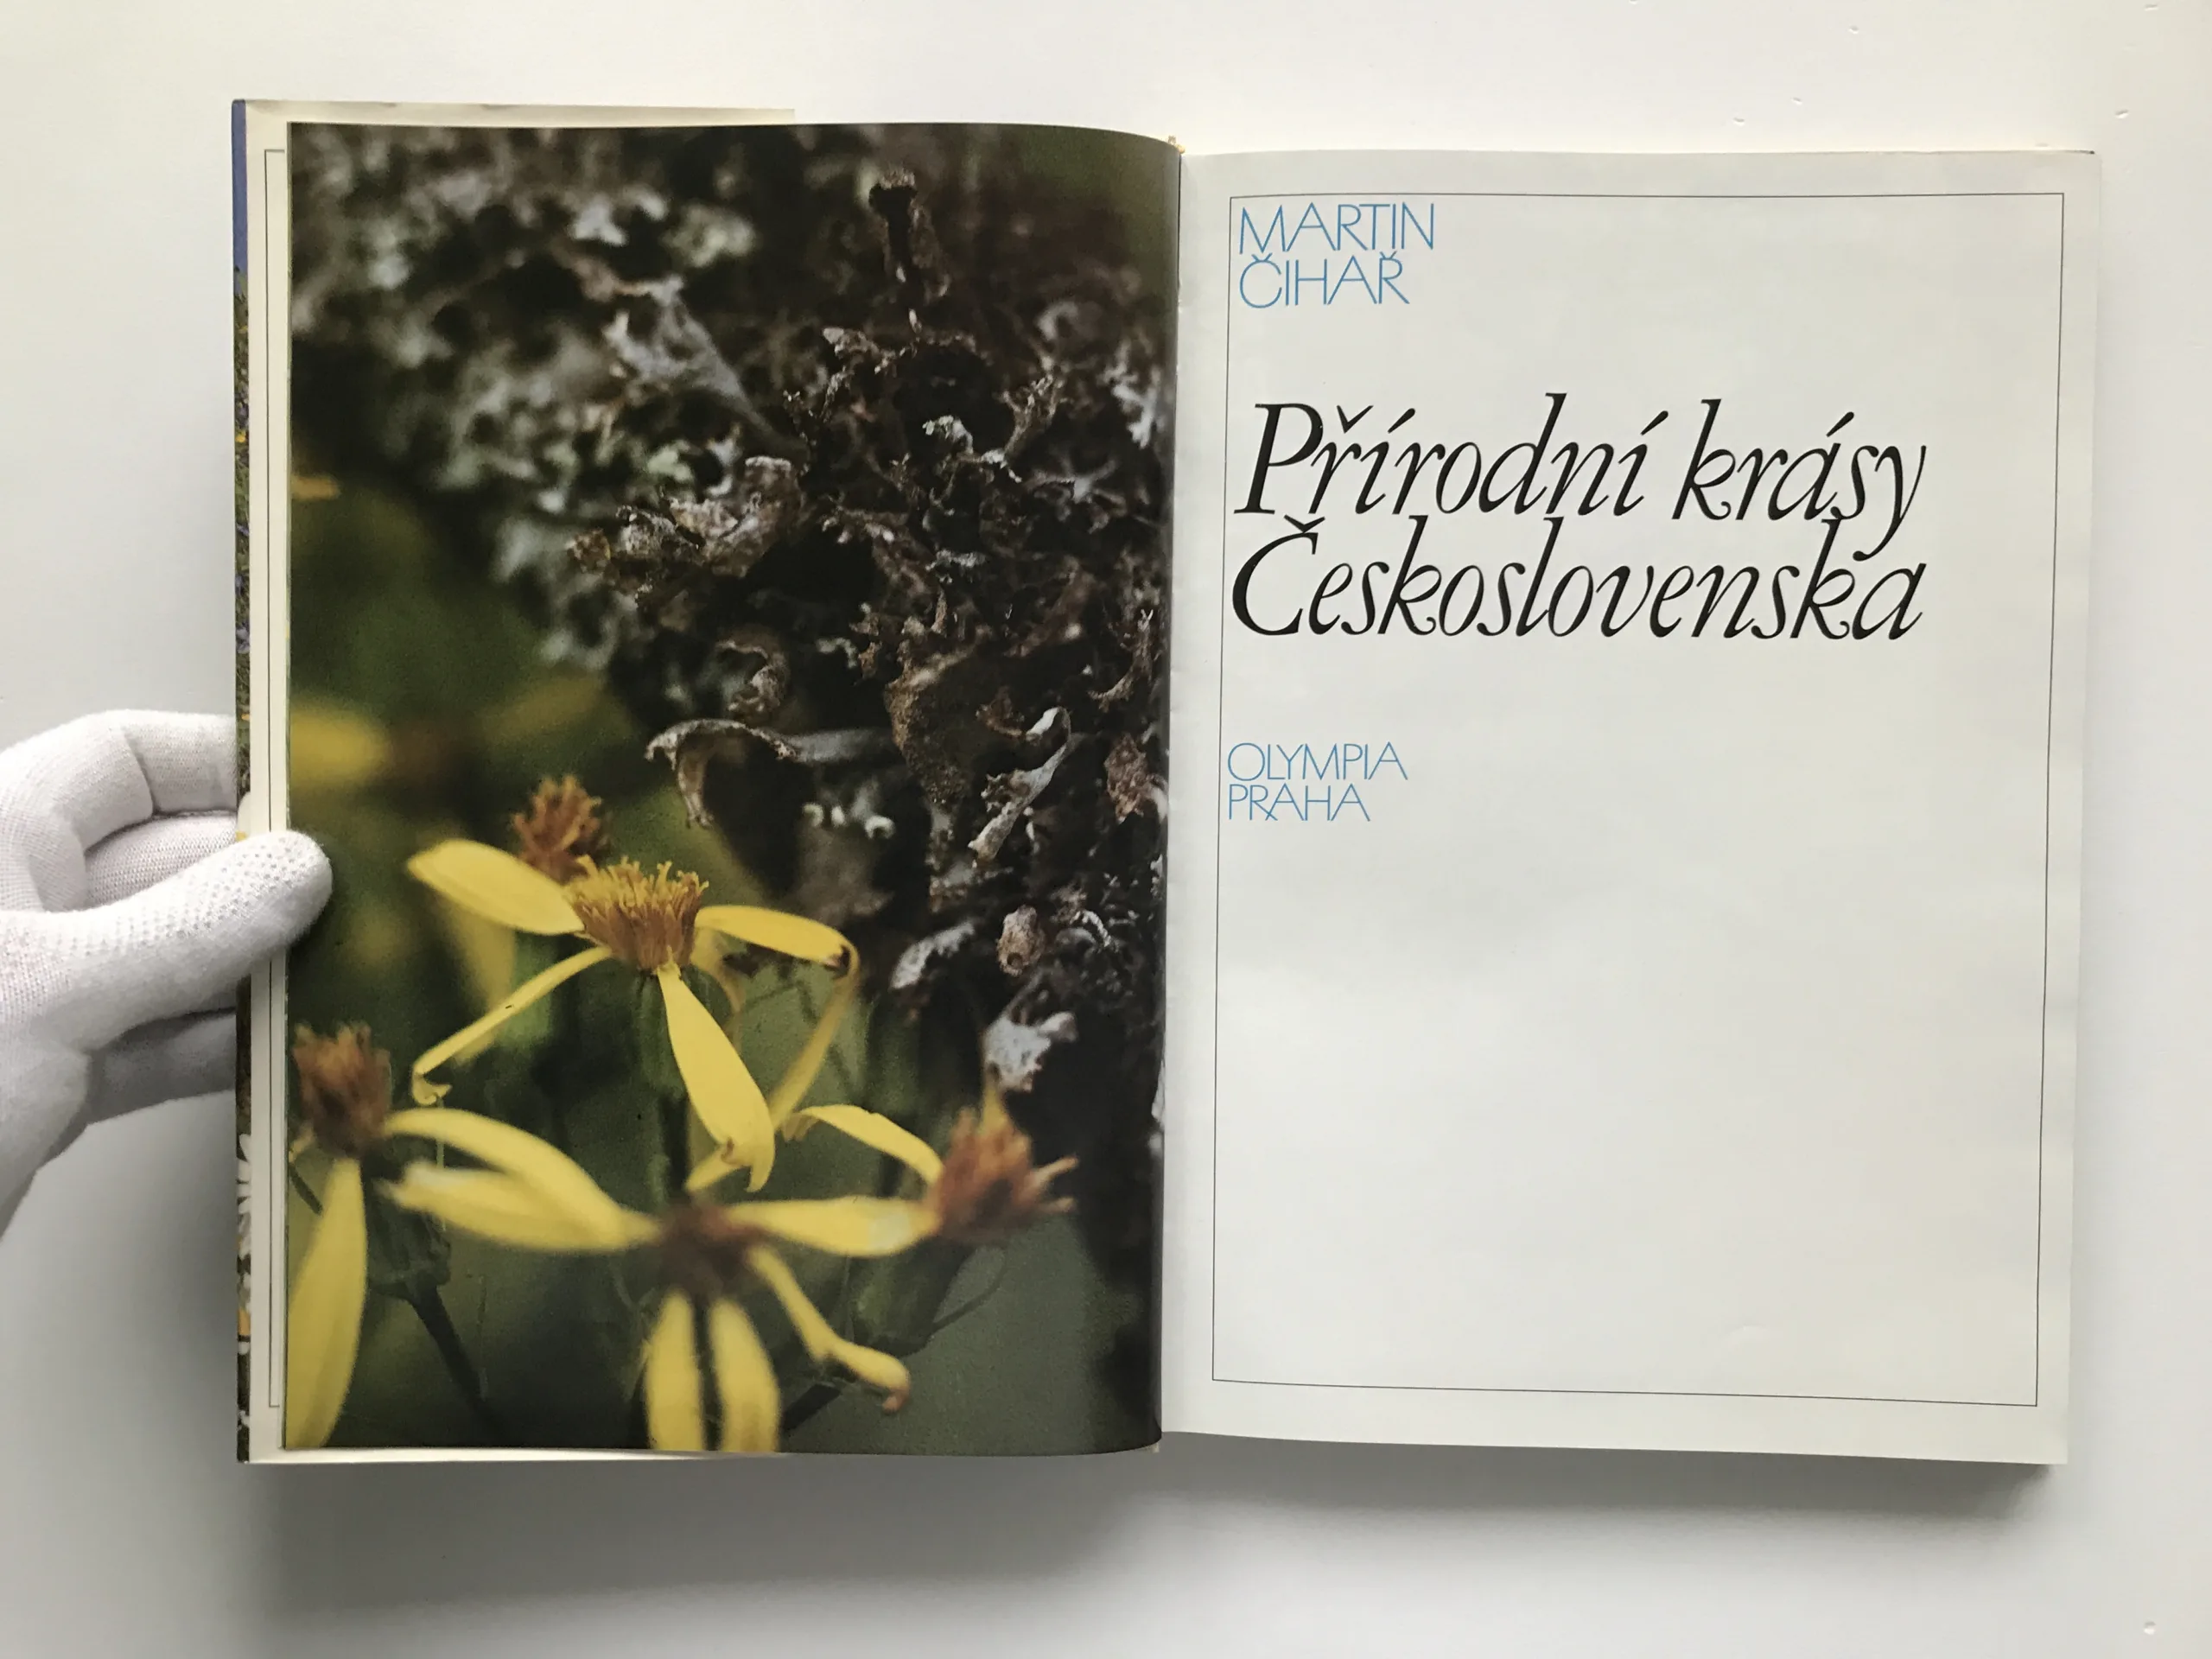 MARTIN
ČIHAŘ
Přírodní krásy
Československa
OLYMPIA
PRAHA